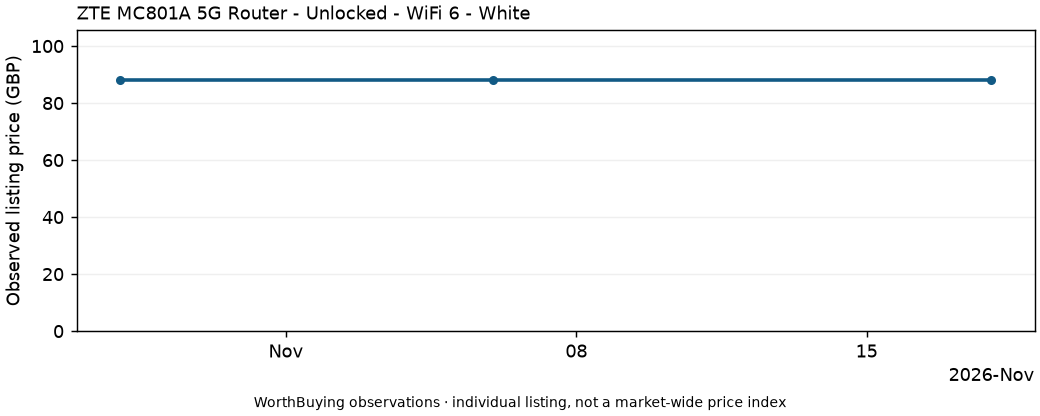 ZTE MC801A 5G Router - Unlocked - WiFi 6 - White
Observed listing price (GBP)
100
80
60
40
20
0
Nov
08
15
2026-Nov
WorthBuying observations · individual listing, not a market-wide price index